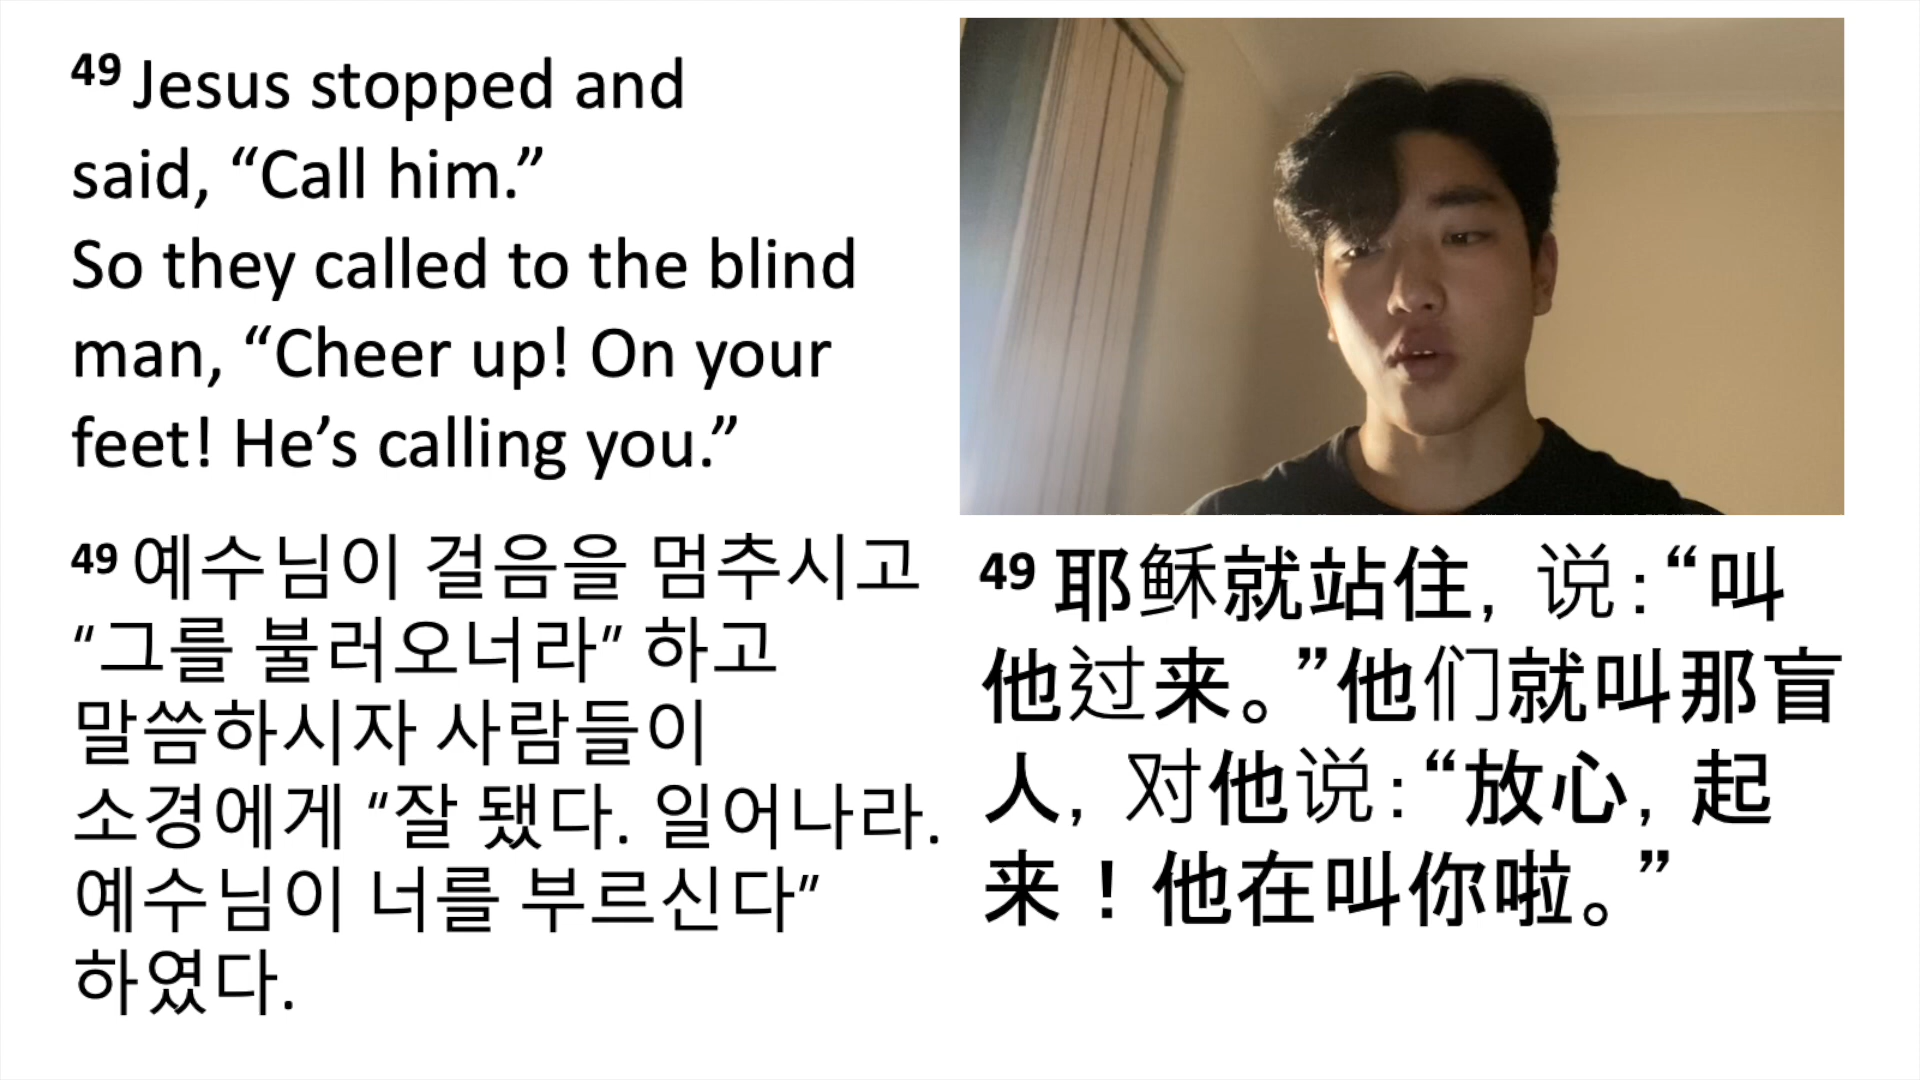 49 Jesus stopped and
said, “Call him.”
So they called to the blind
man, “Cheer up! On your
feet! He’s calling you.”
49 예수님이 걸음을 멈추시고
“그를 불러오너라” 하고
말씀하시자 사람들이
소경에게 “잘 됐다. 일어나라.
예수님이 너를 부르신다”
하였다.
49 耶稣就站住，说：“叫
他过来。”他们就叫那盲
人，对他说：“放心，起
来！他在叫你啦。”